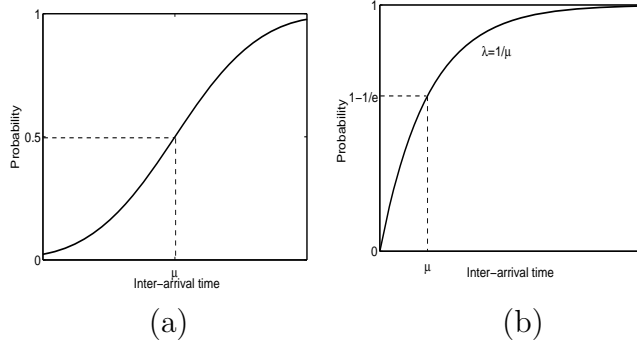 1
Probability
0.5
0
μ
Inter−arrival time
(a)
1
λ=1/μ
1−1/e
Probability
0
μ
Inter−arrival time
(b)